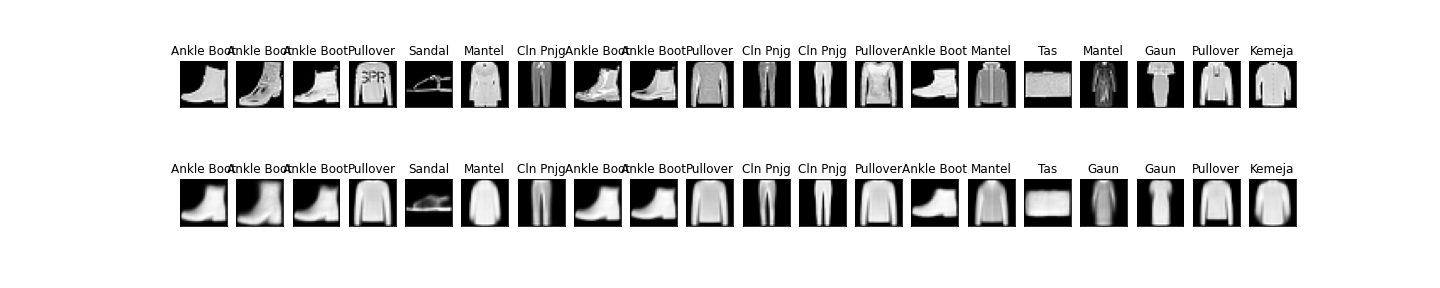 Ankle Boot Ankle Boot Ankle Boot Pullover Sandal Mantel Cln Pnjg Ankle Boot Ankle Boot Pullover Cln Pnjg Cln Pnjg Pullover Ankle Boot Mantel Tas Mantel Gaun Pullover Kemeja
SPR
Ankle Boot Ankle Boot Ankle Boot Pullover Sandal Mantel Cln Pnjg Ankle Boot Ankle Boot Pullover Cln Pnjg Cln Pnjg Pullover Ankle Boot Mantel Tas Gaun Gaun Pullover Kemeja